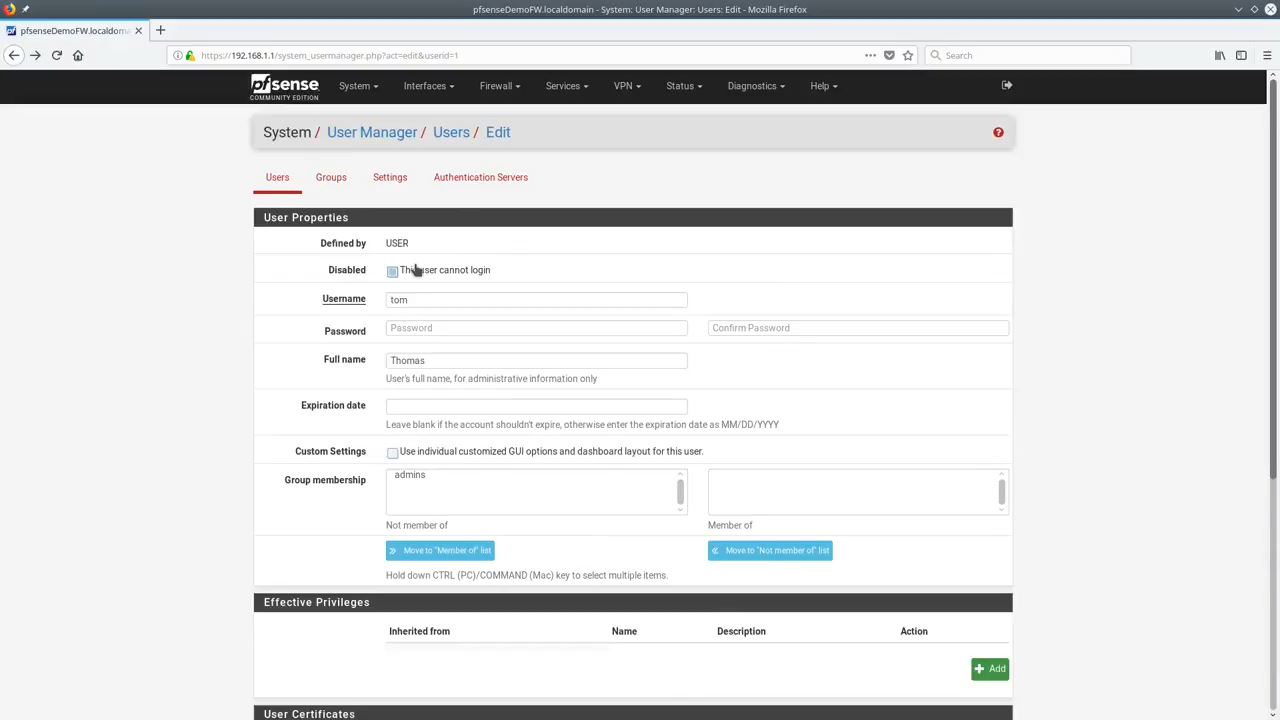 pfsenseDemoFW.localdomain - System: User Manager: Users: Edit - Mozilla Firefox
pfsenseDemoFW.localdoma
https://192.168.1.1/system_usermanager.php?act=edit&userid=1
Search
pfsense
COMMUNITY EDITION
System Interfaces Firewall Services VPN Status Diagnostics Help
System / User Manager / Users / Edit
Users Groups Settings Authentication Servers
User Properties
Defined by USER
Disabled user cannot login
Username tom
Password Password Confirm Password
Full name Thomas
User's full name, for administrative information only
Expiration date
Leave blank if the account shouldn't expire, otherwise enter the expiration date as MM/DD/YYYY
Custom Settings Use individual customized GUI options and dashboard layout for this user.
Group membership admins
Not member of Member of
Move to "Member of" list Move to "Not member of" list
Hold down CTRL (PC)/COMMAND (Mac) key to select multiple items.
Effective Privileges
Inherited from Name Description Action
Add
User Certificates